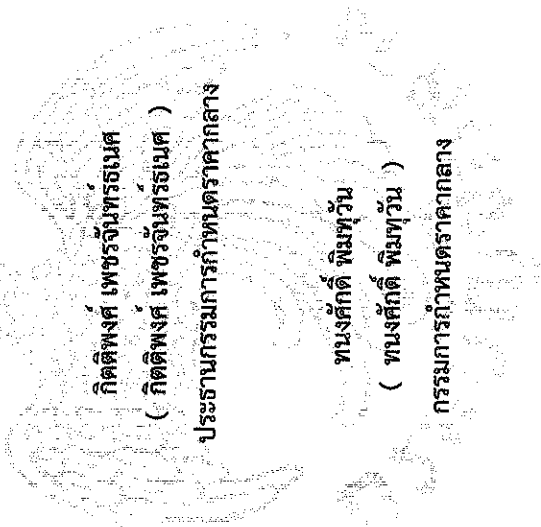 กิตติพงศ์ เพชรจันทร์ธเนศ
( กิตติพงศ์ เพชรจันทร์ธเนศ )
ประธานกรรมการกำหนดราคากลาง
ทนงศักดิ์ พิมทุวัน
( ทนงศักดิ์ พิมทุวัน )
กรรมการกำหนดราคากลาง